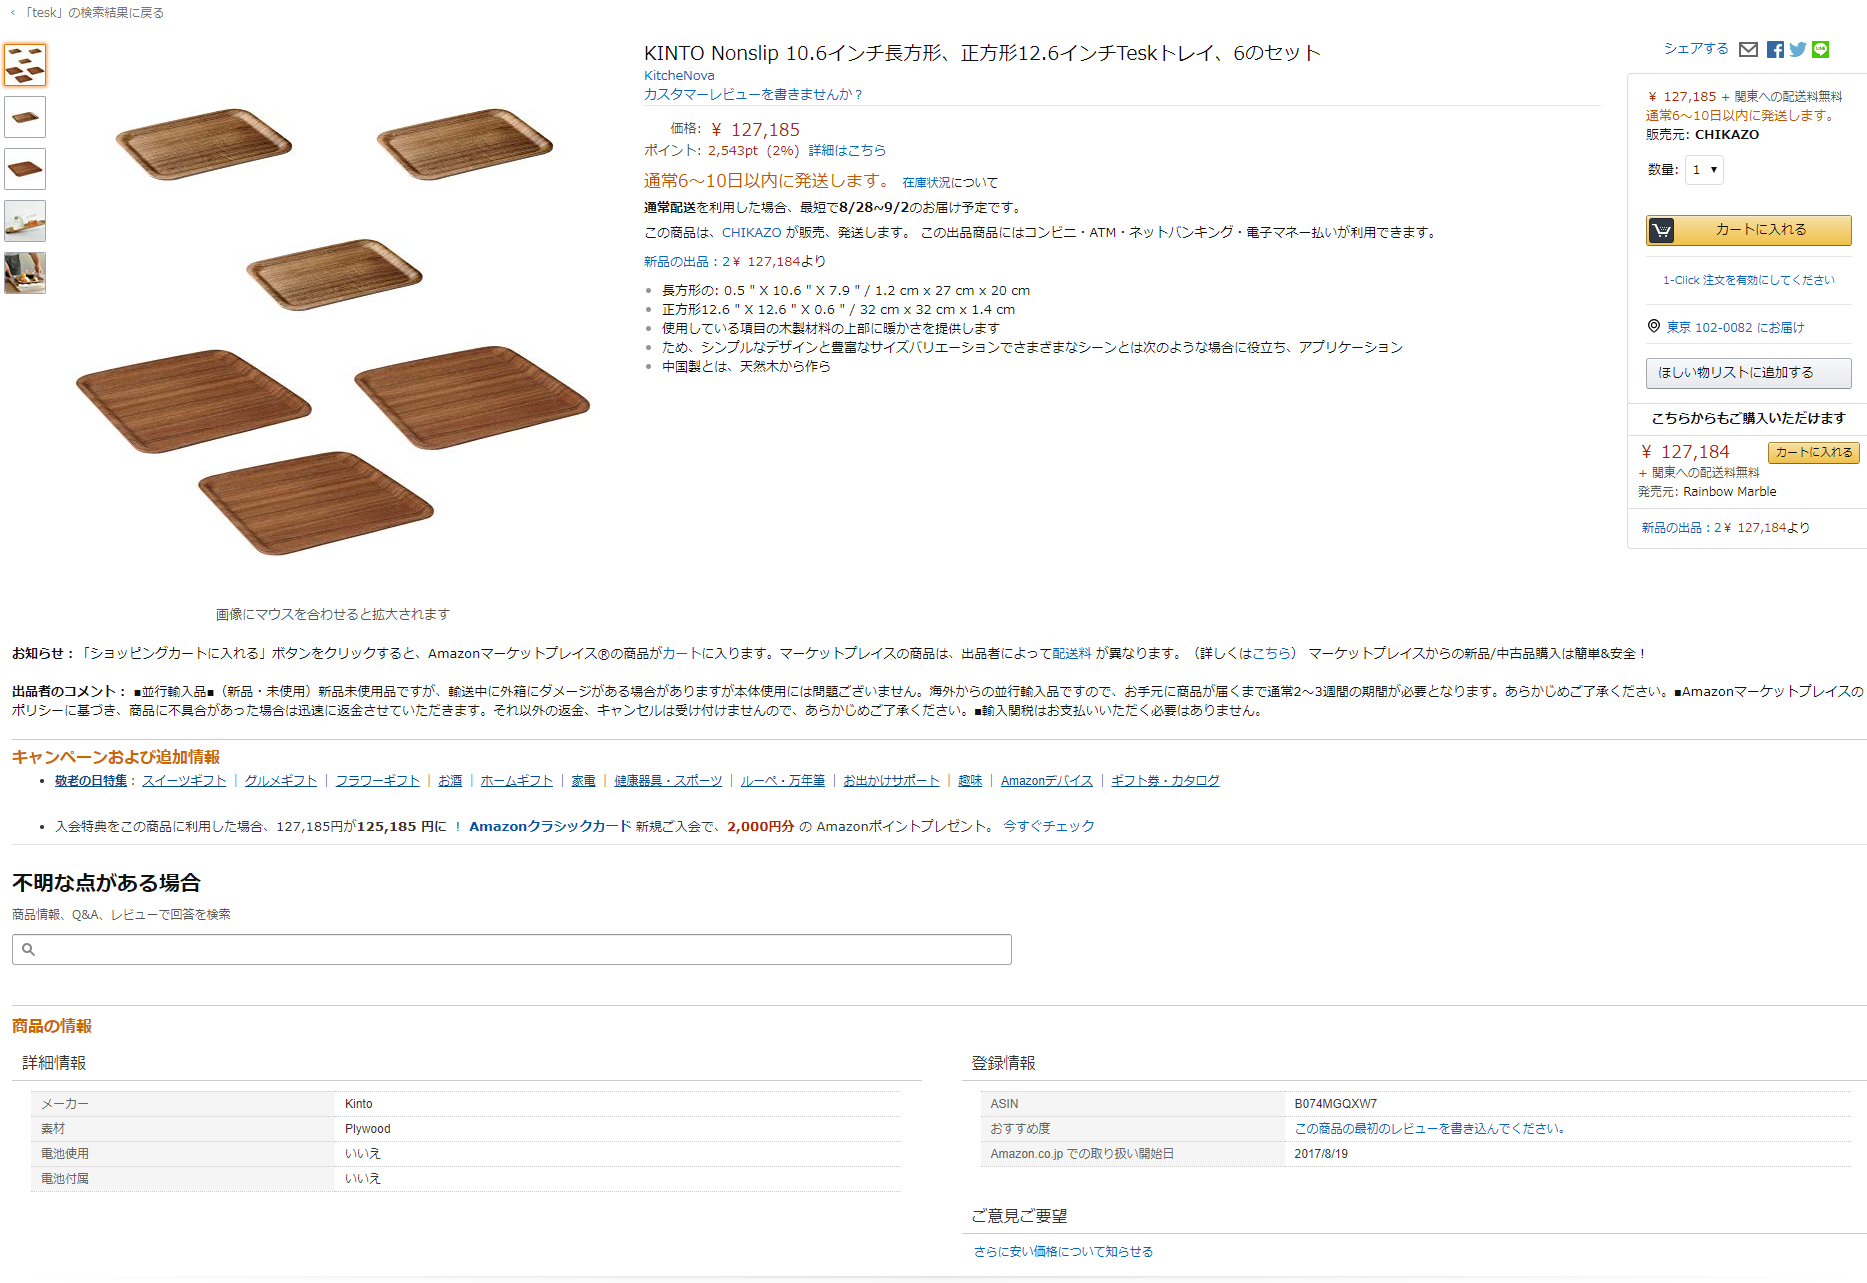 ‹ 「tesk」の検索結果に戻る
KINTO Nonslip 10.6インチ長方形、正方形12.6インチTeskトレイ、6のセット
KitcheNova
カスタマーレビューを書きませんか？
価格: ￥ 127,185
ポイント: 2,543pt (2%) 詳細はこちら
通常6～10日以内に発送します。 在庫状況について
通常配送を利用した場合、最短で8/28~9/2のお届け予定です。
この商品は、CHIKAZO が販売、発送します。 この出品商品にはコンビニ・ATM・ネットバンキング・電子マネー払いが利用できます。
新品の出品：2￥ 127,184より
長方形の: 0.5 " X 10.6 " X 7.9 " / 1.2 cm x 27 cm x 20 cm
正方形12.6 " X 12.6 " X 0.6 " / 32 cm x 32 cm x 1.4 cm
使用している項目の木製材料の上部に暖かさを提供します
ため、シンプルなデザインと豊富なサイズバリエーションでさまざまなシーンとは次のような場合に役立ち、アプリケーション
中国製とは、天然木から作ら
画像にマウスを合わせると拡大されます
シェアする
￥ 127,185 + 関東への配送料無料
通常6～10日以内に発送します。
販売元: CHIKAZO
数量: 1
カートに入れる
1-Click 注文を有効にしてください
東京 102-0082 にお届け
ほしい物リストに追加する
こちらからもご購入いただけます
￥ 127,184 カートに入れる
+ 関東への配送料無料
発売元: Rainbow Marble
新品の出品：2￥ 127,184より
お知らせ：「ショッピングカートに入れる」ボタンをクリックすると、Amazonマーケットプレイス®の商品がカートに入ります。マーケットプレイスの商品は、出品者によって配送料 が異なります。（詳しくはこちら） マーケットプレイスからの新品/中古品購入は簡単&安全！
出品者のコメント： ■並行輸入品■（新品・未使用）新品未使用品ですが、輸送中に外箱にダメージがある場合がありますが本体使用には問題ございません。海外からの並行輸入品ですので、お手元に商品が届くまで通常2～3週間の期間が必要となります。あらかじめご了承ください。■Amazonマーケットプレイスの
ポリシーに基づき、商品に不具合があった場合は迅速に返金させていただきます。それ以外の返金、キャンセルは受け付けませんので、あらかじめご了承ください。■輸入関税はお支払いいただく必要はありません。
キャンペーンおよび追加情報
敬老の日特集： スイーツギフト | グルメギフト | フラワーギフト | お酒 | ホームギフト | 家電 | 健康器具・スポーツ | ルーペ・万年筆 | お出かけサポート | 趣味 | Amazonデバイス | ギフト券・カタログ
入会特典をこの商品に利用した場合、127,185円が125,185 円に ！ Amazonクラシックカード 新規ご入会で、2,000円分 の Amazonポイントプレゼント。 今すぐチェック
不明な点がある場合
商品情報、Q&A、レビューで回答を検索
商品の情報
詳細情報
メーカー Kinto
素材 Plywood
電池使用 いいえ
電池付属 いいえ
登録情報
ASIN B074MGQXW7
おすすめ度 この商品の最初のレビューを書き込んでください。
Amazon.co.jp での取り扱い開始日 2017/8/19
ご意見ご要望
さらに安い価格について知らせる